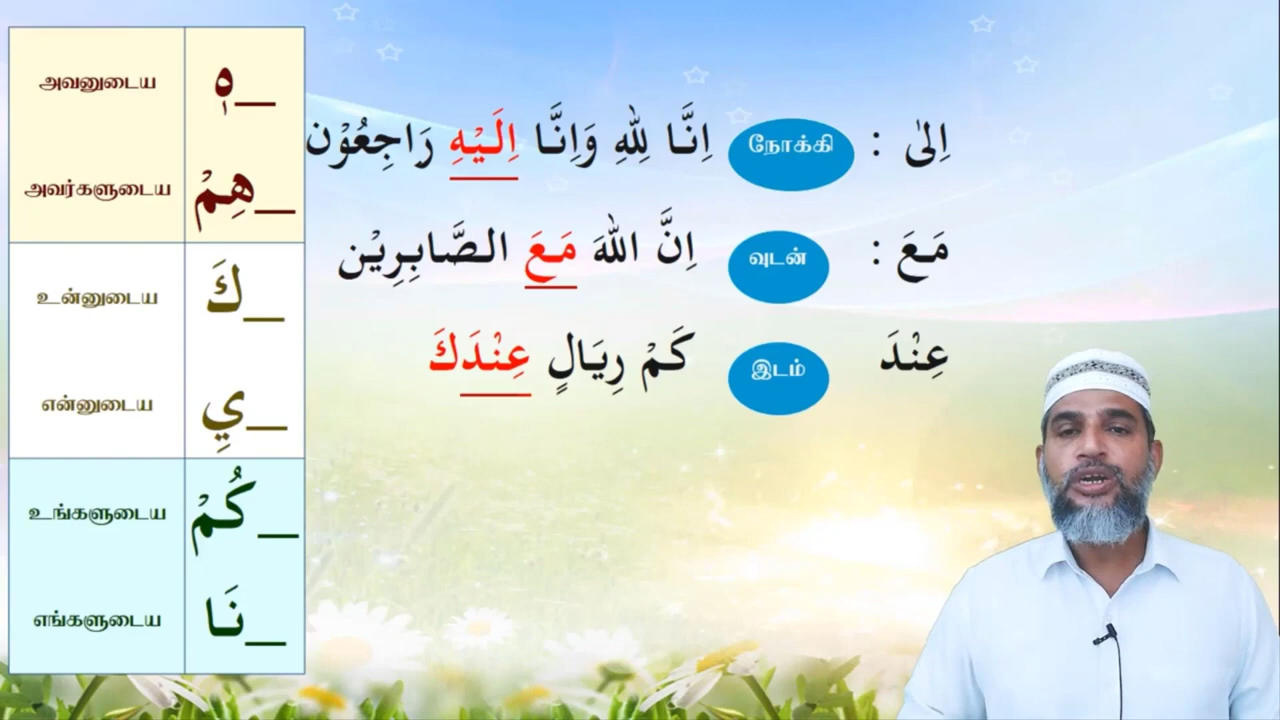 அவனுடைய ـهٖ
அவர்களுடைய ـهِمْ
உன்னுடைய ـكَ
என்னுடைய ـيِ
உங்களுடைய ـكُمْ
எங்களுடைய ـنَا
اِلىٰ : நோக்கி اِنَّا لِلّٰهِ وَاِنَّا اِلَيْهِ رَاجِعُوْن
مَعَ : வுடன் اِنَّ اللهَ مَعَ الصَّابِرِيْن
عِنْدَ இடம் كَمْ رِيَالٍ عِنْدَكَ